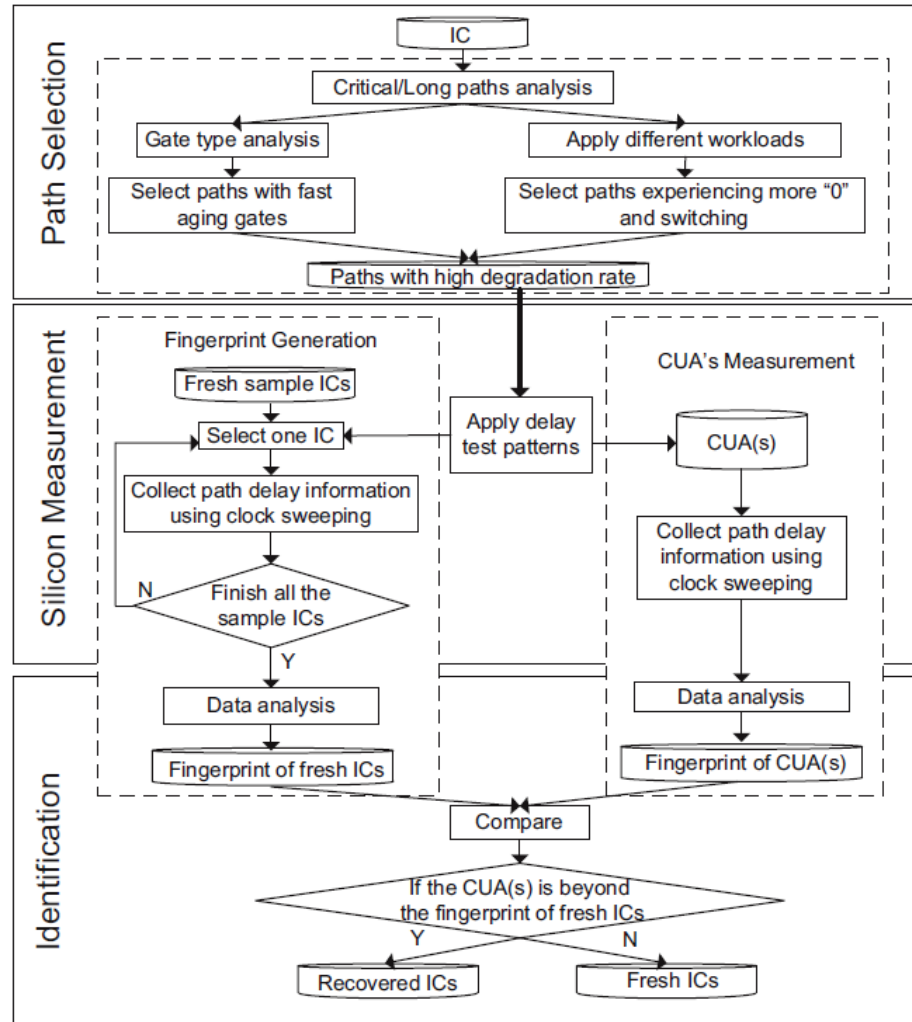 Path Selection
IC
Critical/Long paths analysis
Gate type analysis
Apply different workloads
Select paths with fast
aging gates
Select paths experiencing more “0”
and switching
Paths with high degradation rate
Silicon Measurement
Fingerprint Generation
Fresh sample ICs
Select one IC
Collect path delay information
using clock sweeping
N
Finish all the
sample ICs
Y
Apply delay
test patterns
CUA's Measurement
CUA(s)
Collect path delay
information using
clock sweeping
Identification
Data analysis
Fingerprint of fresh ICs
Data analysis
Fingerprint of CUA(s)
Compare
If the CUA(s) is beyond
the fingerprint of fresh ICs
Y
N
Recovered ICs
Fresh ICs